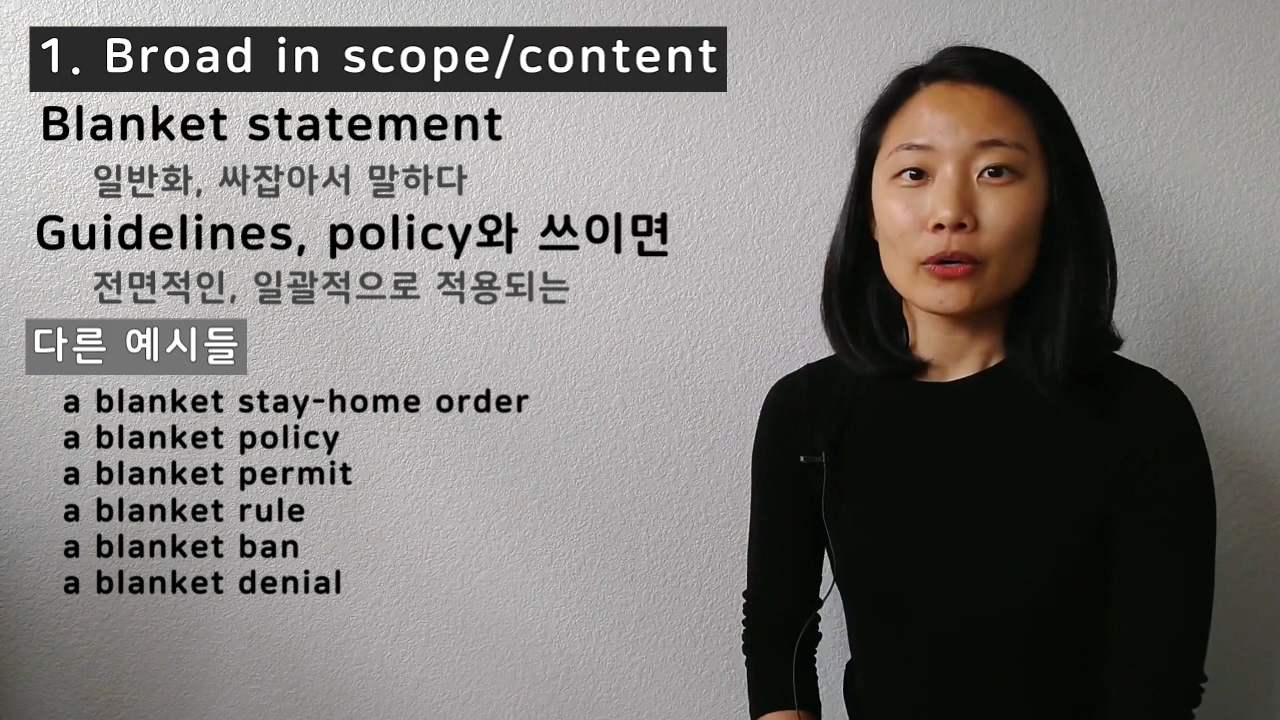 1. Broad in scope/content
Blanket statement
일반화, 싸잡아서 말하다
Guidelines, policy와 쓰이면
전면적인, 일괄적으로 적용되는
다른 예시들
a blanket stay-home order
a blanket policy
a blanket permit
a blanket rule
a blanket ban
a blanket denial